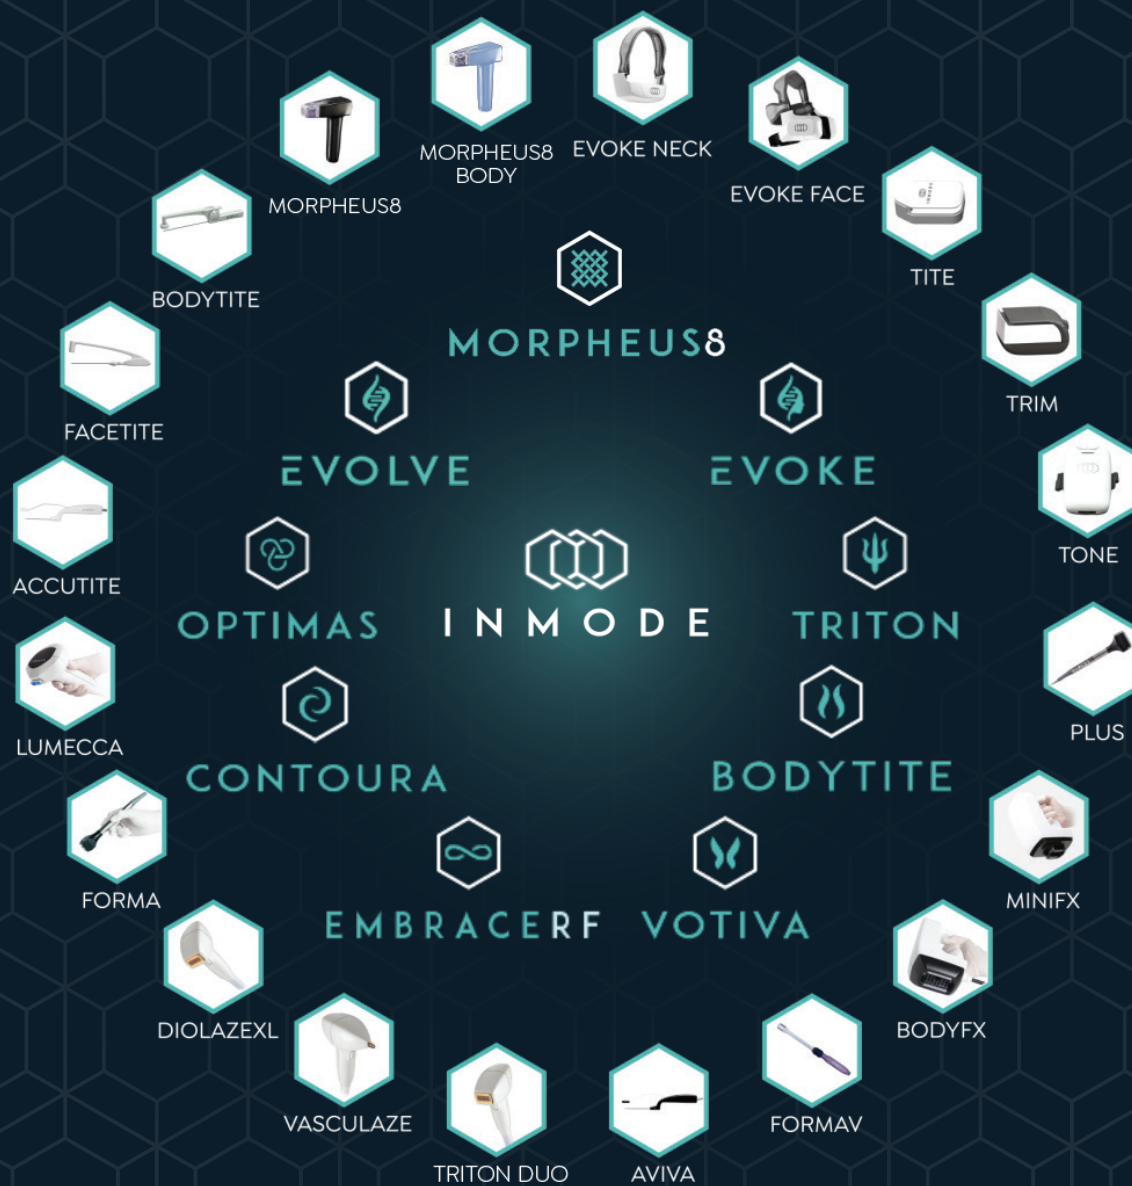 MORPHEUS8
BODY
EVOKE NECK
EVOKE FACE
MORPHEUS8
TITE
BODYTITE
MORPHEUS8
TRIM
FACETITE
EVOLVE
EVOKE
TONE
ACCUTITE
OPTIMAS
INMODE
TRITON
PLUS
LUMECCA
CONTOURA
BODYTITE
FORMA
MINIFX
EMBRACERF
VOTIVA
DIOLAZEXL
BODYFX
VASCULAZE
FORMAV
TRITON DUO
AVIVA